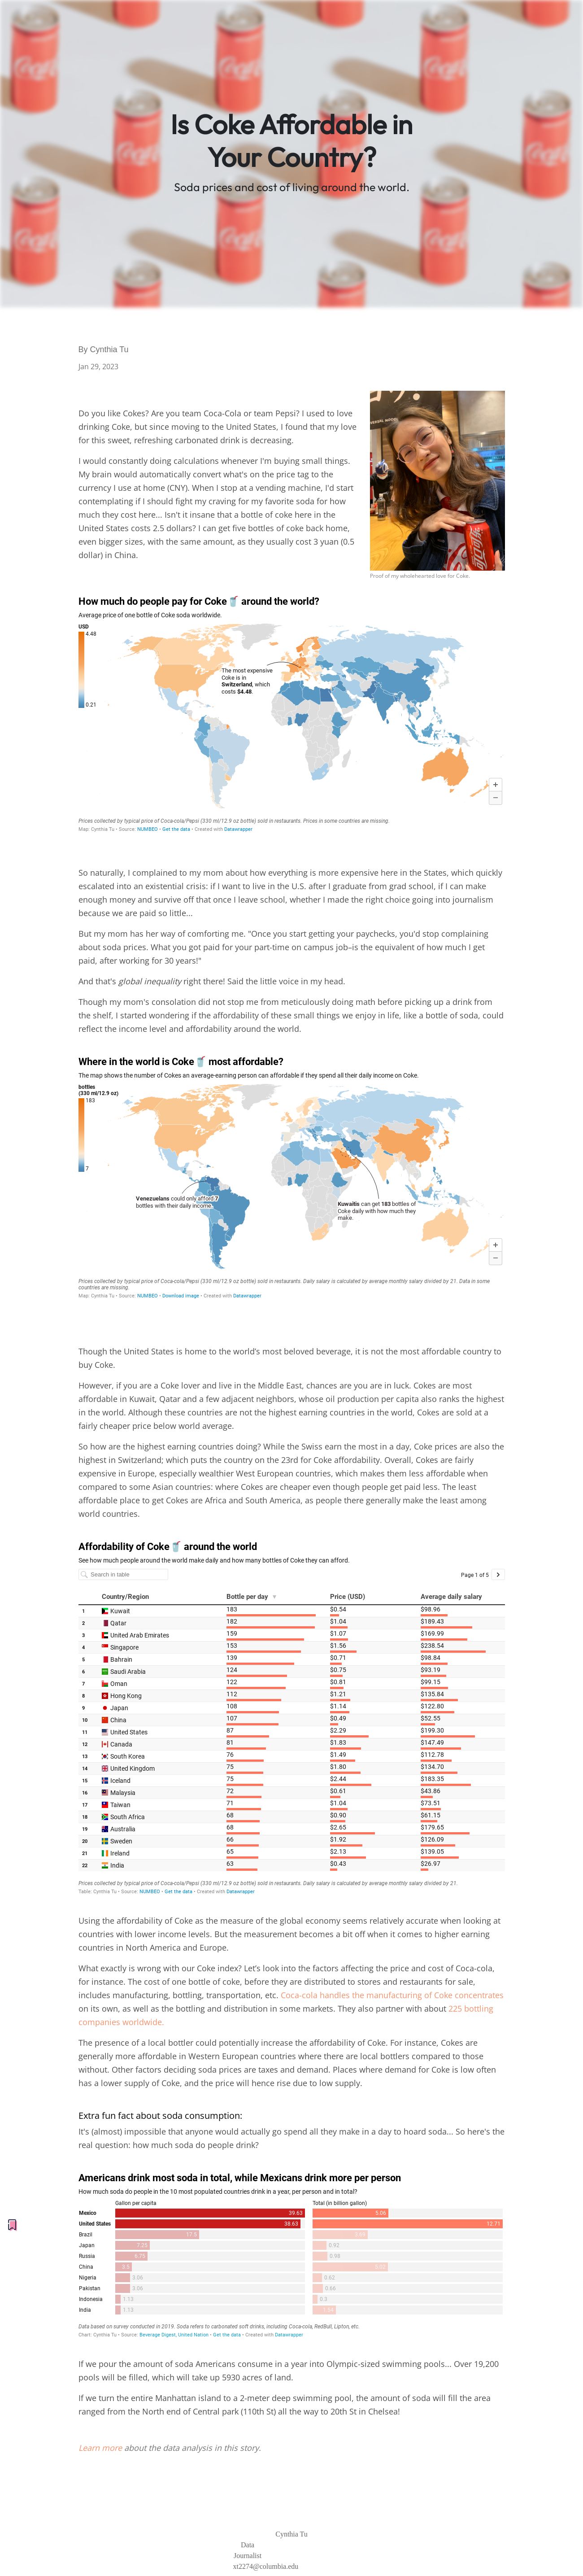 Is Coke Affordable in
Your Country?
Soda prices and cost of living around the world.
By Cynthia Tu
Jan 29, 2023
Do you like Cokes? Are you team Coca-Cola or team Pepsi? I used to love
drinking Coke, but since moving to the United States, I found that my love
for this sweet, refreshing carbonated drink is decreasing.
I would constantly doing calculations whenever I'm buying small things.
My brain would automatically convert what's on the price tag to the
currency I use at home (CNY). When I stop at a vending machine, I'd start
contemplating if I should fight my craving for my favorite soda for how
much they cost here... Isn't it insane that a bottle of coke here in the
United States costs 2.5 dollars? I can get five bottles of coke back home,
even bigger sizes, with the same amount, as they usually cost 3 yuan (0.5
dollar) in China.
Proof of my wholehearted love for Coke.
How much do people pay for Coke 🥤 around the world?
Average price of one bottle of Coke soda worldwide.
USD
4.48
0.21
The most expensive
Coke is in
Switzerland, which
costs $4.48.
+
−
Prices collected by typical price of Coca-cola/Pepsi (330 ml/12.9 oz bottle) sold in restaurants. Prices in some countries are missing.
Map: Cynthia Tu • Source: NUMBEO • Get the data • Created with Datawrapper
So naturally, I complained to my mom about how everything is more expensive here in the States, which quickly
escalated into an existential crisis: if I want to live in the U.S. after I graduate from grad school, if I can make
enough money and survive off that once I leave school, whether I made the right choice going into journalism
because we are paid so little...
But my mom has her way of comforting me. "Once you start getting your paychecks, you'd stop complaining
about soda prices. What you got paid for your part-time on campus job–is the equivalent of how much I get
paid, after working for 30 years!"
And that's global inequality right there! Said the little voice in my head.
Though my mom's consolation did not stop me from meticulously doing math before picking up a drink from
the shelf, I started wondering if the affordability of these small things we enjoy in life, like a bottle of soda, could
reflect the income level and affordability around the world.
Where in the world is Coke 🥤 most affordable?
The map shows the number of Cokes an average-earning person can affordable if they spend all their daily income on Coke.
bottles
(330 ml/12.9 oz)
183
7
Venezuelans could only afford 7
bottles with their daily income.
Kuwaitis can get 183 bottles of
Coke daily with how much they
make.
+
−
Prices collected by typical price of Coca-cola/Pepsi (330 ml/12.9 oz bottle) sold in restaurants. Daily salary is calculated by average monthly salary divided by 21. Data in some
countries are missing.
Map: Cynthia Tu • Source: NUMBEO • Download image • Created with Datawrapper
Though the United States is home to the world's most beloved beverage, it is not the most affordable country to
buy Coke.
However, if you are a Coke lover and live in the Middle East, chances are you are in luck. Cokes are most
affordable in Kuwait, Qatar and a few adjacent neighbors, whose oil production per capita also ranks the highest
in the world. Although these countries are not the highest earning countries in the world, Cokes are sold at a
fairly cheaper price below world average.
So how are the highest earning countries doing? While the Swiss earn the most in a day, Coke prices are also the
highest in Switzerland; which puts the country on the 23rd for Coke affordability. Overall, Cokes are fairly
expensive in Europe, especially wealthier West European countries, which makes them less affordable when
compared to some Asian countries: where Cokes are cheaper even though people get paid less. The least
affordable place to get Cokes are Africa and South America, as people there generally make the least among
world countries.
Affordability of Coke 🥤 around the world
See how much people around the world make daily and how many bottles of Coke they can afford.
Search in table
Page 1 of 5 >
Country/Region Bottle per day ▼ Price (USD) Average daily salary
1 Kuwait 183 $0.54 $98.96
2 Qatar 182 $1.04 $189.43
3 United Arab Emirates 159 $1.07 $169.99
4 Singapore 153 $1.56 $238.54
5 Bahrain 139 $0.71 $98.84
6 Saudi Arabia 124 $0.75 $93.19
7 Oman 122 $0.81 $99.15
8 Hong Kong 112 $1.21 $135.84
9 Japan 108 $1.14 $122.80
10 China 107 $0.49 $52.55
11 United States 87 $2.29 $199.30
12 Canada 81 $1.83 $147.49
13 South Korea 76 $1.49 $112.78
14 United Kingdom 75 $1.80 $134.70
15 Iceland 75 $2.44 $183.35
16 Malaysia 72 $0.61 $43.86
17 Taiwan 71 $1.04 $73.51
18 South Africa 68 $0.90 $61.15
19 Australia 68 $2.65 $179.65
20 Sweden 66 $1.92 $126.09
21 Ireland 65 $2.13 $139.05
22 India 63 $0.43 $26.97
Prices collected by typical price of Coca-cola/Pepsi (330 ml/12.9 oz bottle) sold in restaurants. Daily salary is calculated by average monthly salary divided by 21.
Table: Cynthia Tu • Source: NUMBEO • Get the data • Created with Datawrapper
Using the affordability of Coke as the measure of the global economy seems relatively accurate when looking at
countries with lower income levels. But the measurement becomes a bit off when it comes to higher earning
countries in North America and Europe.
What exactly is wrong with our Coke index? Let's look into the factors affecting the price and cost of Coca-cola,
for instance. The cost of one bottle of coke, before they are distributed to stores and restaurants for sale,
includes manufacturing, bottling, transportation, etc. Coca-cola handles the manufacturing of Coke concentrates
on its own, as well as the bottling and distribution in some markets. They also partner with about 225 bottling
companies worldwide.
The presence of a local bottler could potentially increase the affordability of Coke. For instance, Cokes are
generally more affordable in Western European countries where there are local bottlers compared to those
without. Other factors deciding soda prices are taxes and demand. Places where demand for Coke is low often
has a lower supply of Coke, and the price will hence rise due to low supply.
Extra fun fact about soda consumption:
It's (almost) impossible that anyone would actually go spend all they make in a day to hoard soda... So here's the
real question: how much soda do people drink?
Americans drink most soda in total, while Mexicans drink more per person
How much soda do people in the 10 most populated countries drink in a year, per person and in total?
Gallon per capita Total (in billion gallon)
Mexico 39.63 5.06
United States 38.63 12.71
Brazil
Japan 7.25 0.92
Russia 6.75 0.98
China
Nigeria 3.06 0.62
Pakistan 3.06 0.66
Indonesia 1.13 0.3
India 1.13
Data based on survey conducted in 2019. Soda refers to carbonated soft drinks, including Coca-cola, RedBull, Lipton, etc.
Chart: Cynthia Tu • Source: Beverage Digest, United Nation • Get the data • Created with Datawrapper
If we pour the amount of soda Americans consume in a year into Olympic-sized swimming pools... Over 19,200
pools will be filled, which will take up 5930 acres of land.
If we turn the entire Manhattan island to a 2-meter deep swimming pool, the amount of soda will fill the area
ranged from the North end of Central park (110th St) all the way to 20th St in Chelsea!
Learn more about the data analysis in this story.
Cynthia Tu
Data
Journalist
xt2274@columbia.edu